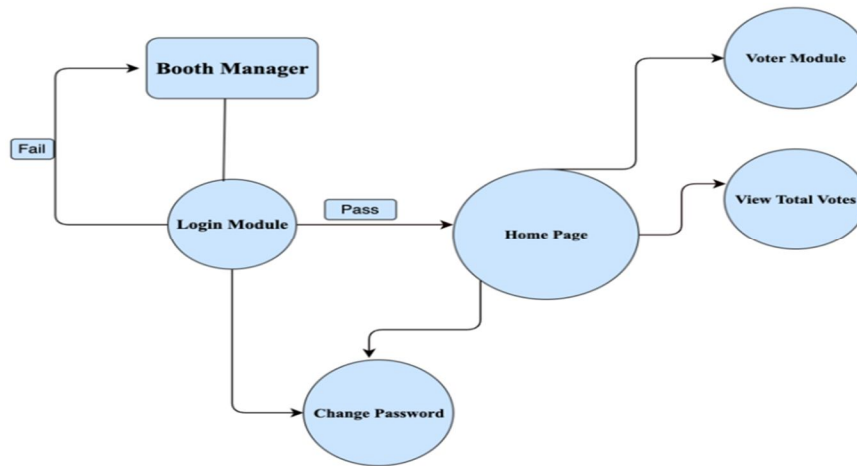 Booth Manager
Voter Module
Fail
View Total Votes
Pass
Login Module
Home Page
Change Password